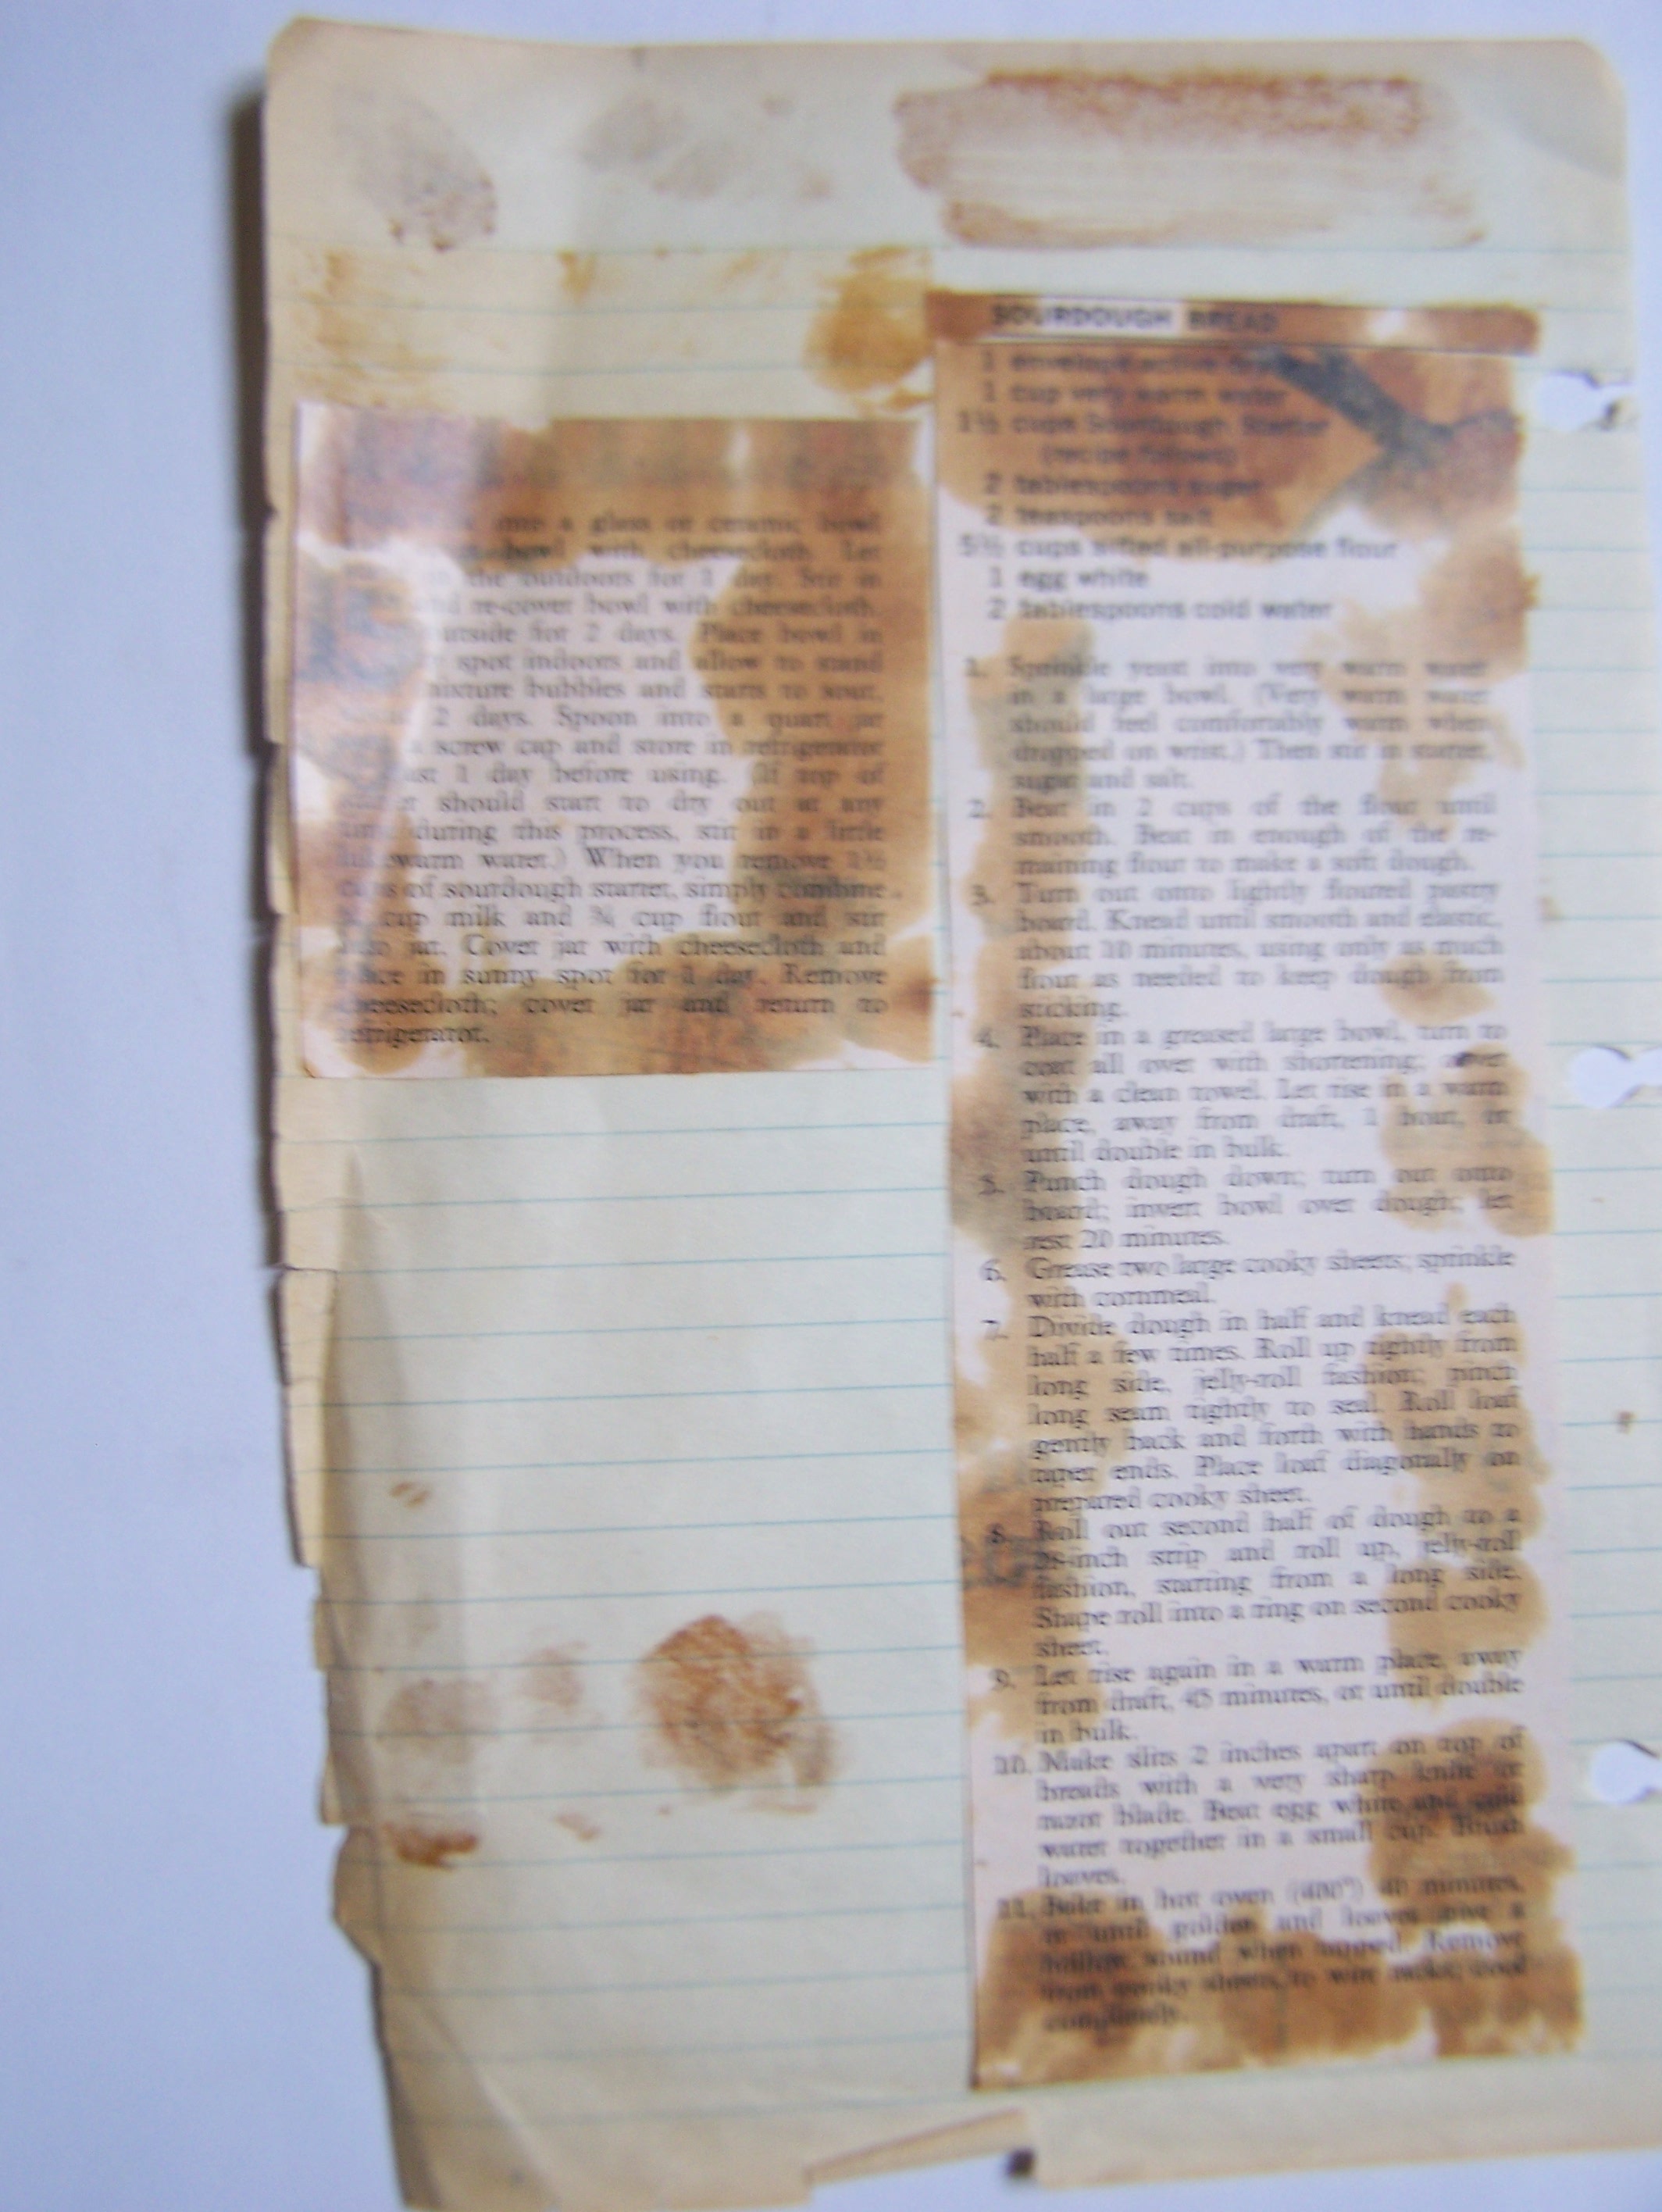 SOURDOUGH BREAD
1 envelope active dry
1 cup very warm water
1½ cups Sourdough Starter
(recipe follows)
2 tablespoons sugar
2 teaspoons salt
5½ cups sifted all-purpose flour
1 egg white
2 tablespoons cold water
1. Sprinkle yeast into very warm water
in a large bowl. (Very warm water
should feel comfortably warm when
dropped on wrist.) Then stir in starter,
sugar and salt.
2. Beat in 2 cups of the flour until
smooth. Beat in enough of the re-
maining flour to make a soft dough.
3. Turn out onto lightly floured pastry
board. Knead until smooth and elastic,
about 10 minutes, using only as much
flour as needed to keep dough from
sticking.
4. Place in a greased large bowl, turn to
coat all over with shortening; cover
with a clean towel. Let rise in a warm
place, away from draft, 1 hour, or
until double in bulk.
5. Punch dough down; turn out onto
board; invert bowl over dough; let
rest 20 minutes.
6. Grease two large cooky sheets; sprinkle
with cornmeal.
7. Divide dough in half and knead each
half a few times. Roll up tightly from
long side, jelly-roll fashion; pinch
long seam tightly to seal. Roll loaf
gently back and forth with hands to
taper ends. Place loaf diagonally on
prepared cooky sheet.
8. Roll out second half of dough to a
-inch strip and roll up, jelly-roll
fashion, starting from a long side.
Shape roll into a ring on second cooky
sheet.
9. Let rise again in a warm place, away
from draft, 45 minutes, or until double
in bulk.
10. Make slits 2 inches apart on top of
breads with a very sharp knife or
razor blade. Beat egg white and cold
water together in a small cup. Brush
loaves.
11. Bake in hot oven (400°) 40 minutes,
or until golden and loaves give a
hollow sound when tapped. Remove
from cooky sheets to wire racks; cool
completely.
into a glass or ceramic bowl
bowl with cheesecloth. Let
the outdoors for 1 day. Stir in
re-cover bowl with cheesecloth.
outside for 2 days. Place bowl in
spot indoors and allow to stand
mixture bubbles and starts to sour,
2 days. Spoon into a quart jar
a screw cap and store in refrigerator
1 day before using. (If top of
should start to dry out at any
time during this process, stir in a little
lukewarm water.) When you remove 1½
cups of sourdough starter, simply combine
cup milk and ¾ cup flour and stir
into jar. Cover jar with cheesecloth and
place in sunny spot for 1 day. Remove
cheesecloth; cover jar and return to
refrigerator.